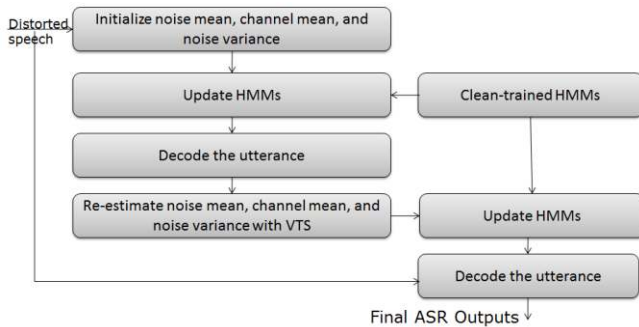 Distorted
speech
Initialize noise mean, channel mean, and
noise variance
Update HMMs
Clean-trained HMMs
Decode the utterance
Re-estimate noise mean, channel mean, and
noise variance with VTS
Update HMMs
Decode the utterance
Final ASR Outputs